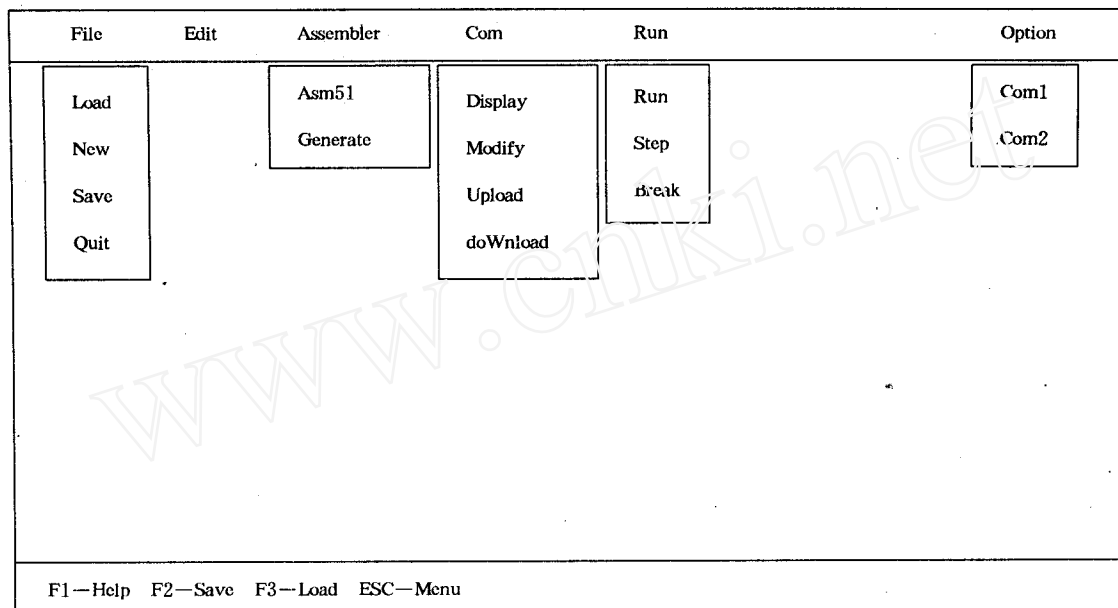 File Edit Assembler Com Run Option
Load
New
Save
Quit
Asm51
Generate
Display
Modify
Upload
doWnload
Run
Step
Break
Com1
Com2
www.cnki.net
F1—Help F2—Save F3—Load ESC—Menu